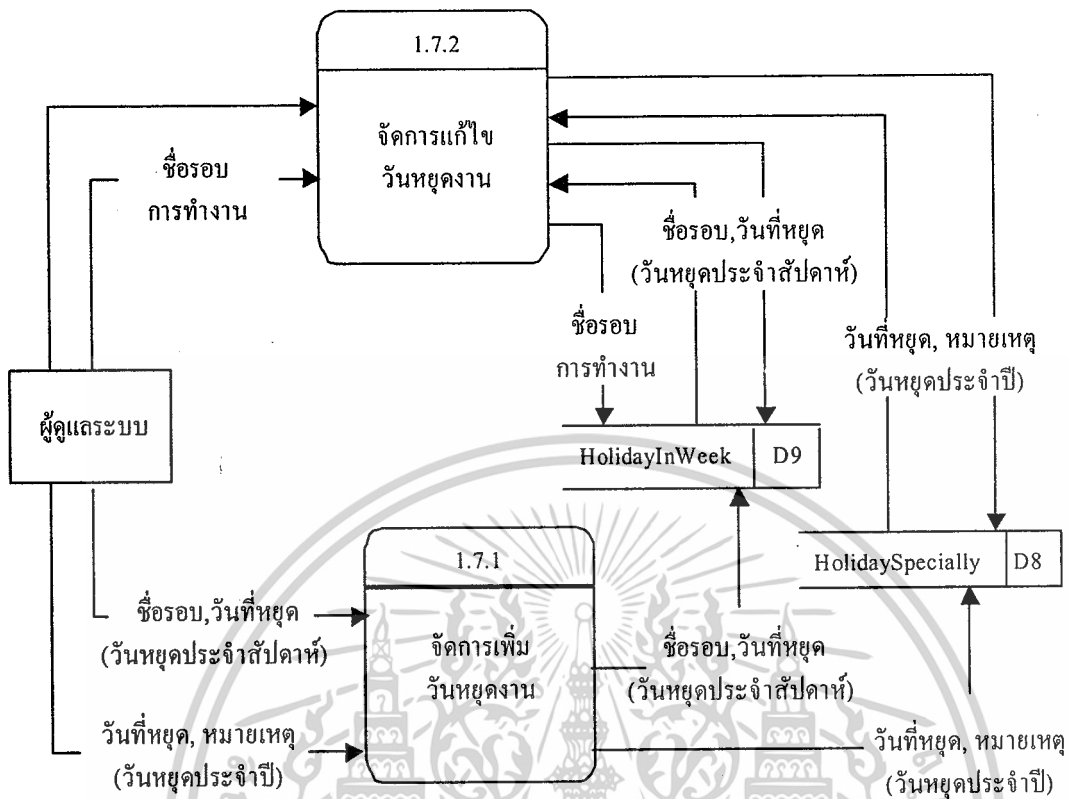 1.7.2
จัดการแก้ไข
วันหยุดงาน
ชื่อรอบ
การทำงาน
ชื่อรอบ,วันที่หยุด
(วันหยุดประจำสัปดาห์)
ชื่อรอบ
การทำงาน
วันที่หยุด, หมายเหตุ
(วันหยุดประจำปี)
ผู้ดูแลระบบ
HolidayInWeek D9
1.7.1
HolidaySpecially D8
ชื่อรอบ,วันที่หยุด
(วันหยุดประจำสัปดาห์)
จัดการเพิ่ม
วันหยุดงาน
ชื่อรอบ,วันที่หยุด
(วันหยุดประจำสัปดาห์)
วันที่หยุด, หมายเหตุ
(วันหยุดประจำปี)
วันที่หยุด, หมายเหตุ
(วันหยุดประจำปี)